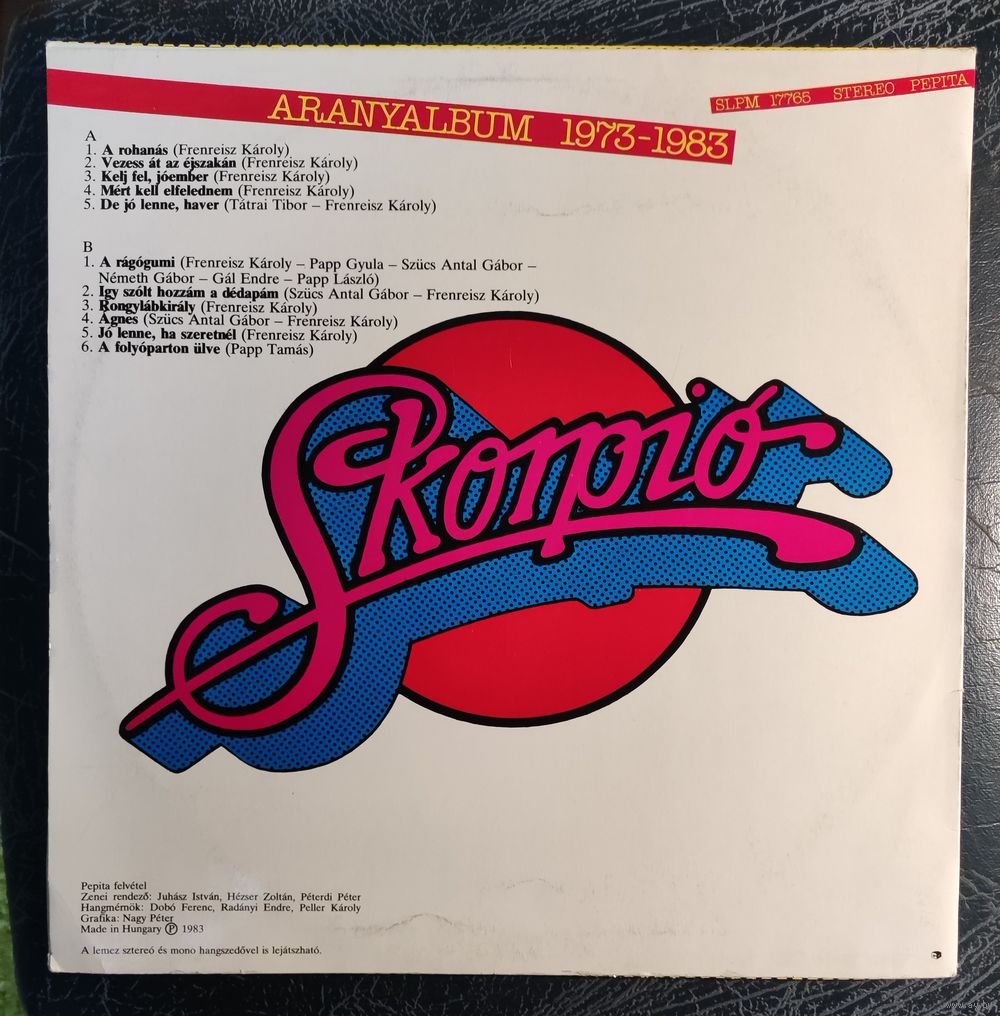 ARANYALBUM 1973-1983
SLPM 17765 STEREO PEPITA
A
1. A rohanás (Frenreisz Károly)
2. Vezess át az éjszakán (Frenreisz Károly)
3. Kelj fel, jóember (Frenreisz Károly)
4. Mért kell elfelednem (Frenreisz Károly)
5. De jó lenne, haver (Tátrai Tibor – Frenreisz Károly)
B
1. A rágógumi (Frenreisz Károly – Papp Gyula – Szücs Antal Gábor –
Németh Gábor – Gál Endre – Papp László)
2. Igy szólt hozzám a dédapám (Szücs Antal Gábor – Frenreisz Károly)
3. Rongylábkirály (Frenreisz Károly)
4. Ágnes (Szücs Antal Gábor – Frenreisz Károly)
5. Jó lenne, ha szeretnél (Frenreisz Károly)
6. A folyóparton ülve (Papp Tamás)
Skorpió
Pepita felvétel
Zenei rendező: Juhász István, Hézser Zoltán, Péterdi Péter
Hangmérnök: Dobó Ferenc, Radányi Endre, Peller Károly
Grafika: Nagy Péter
Made in Hungary Ⓟ 1983
A lemez sztereó és mono hangszedővel is lejátszható.